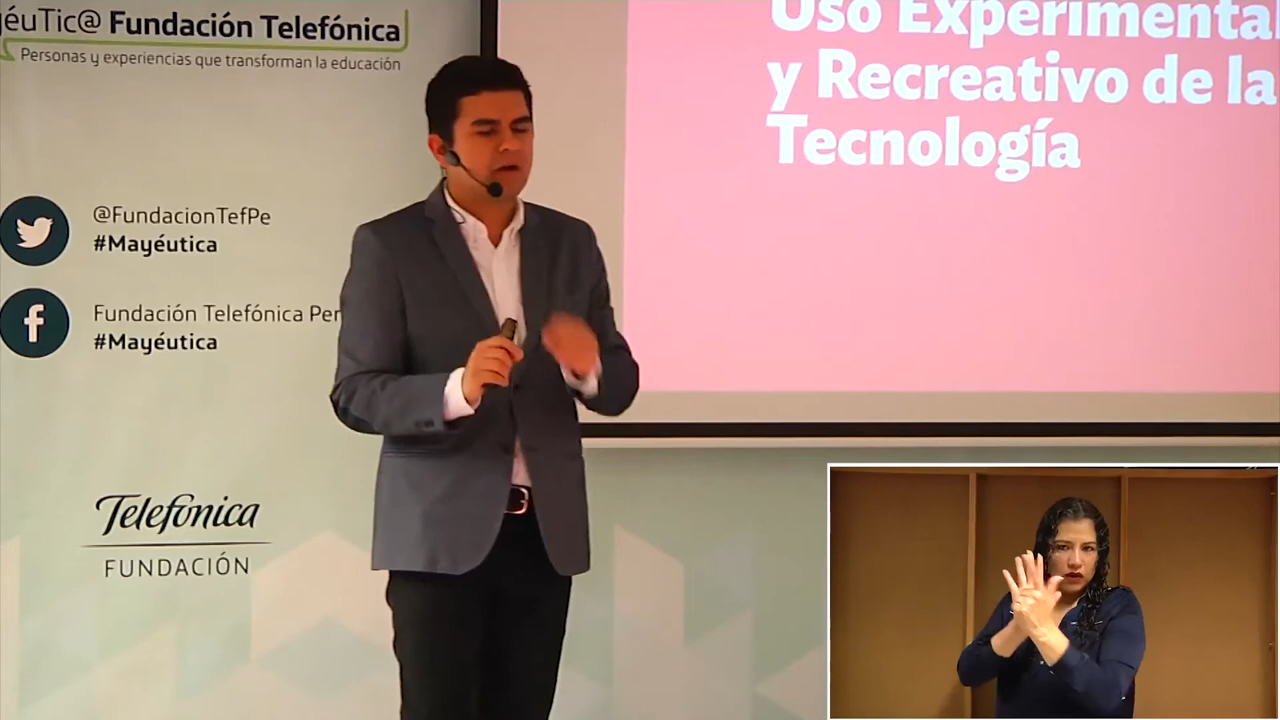 éuTic@ Fundación Telefónica
Personas y experiencias que transforman la educación
@FundacionTefPe
#Mayéutica
f
Fundación Telefónica Per
#Mayéutica
Telefónica
FUNDACIÓN
Uso Experimental
y Recreativo de la
Tecnología